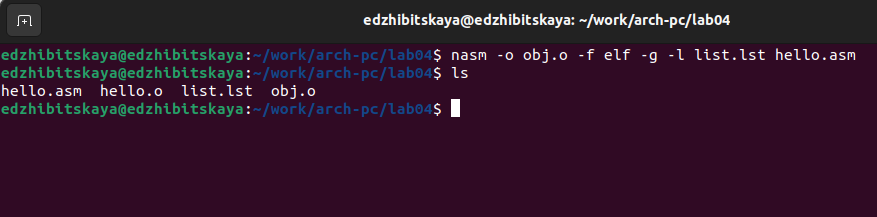 edzhibitskaya@edzhibitskaya: ~/work/arch-pc/lab04
edzhibitskaya@edzhibitskaya:~/work/arch-pc/lab04$ nasm -o obj.o -f elf -g -l list.lst hello.asm
edzhibitskaya@edzhibitskaya:~/work/arch-pc/lab04$ ls
hello.asm  hello.o  list.lst  obj.o
edzhibitskaya@edzhibitskaya:~/work/arch-pc/lab04$